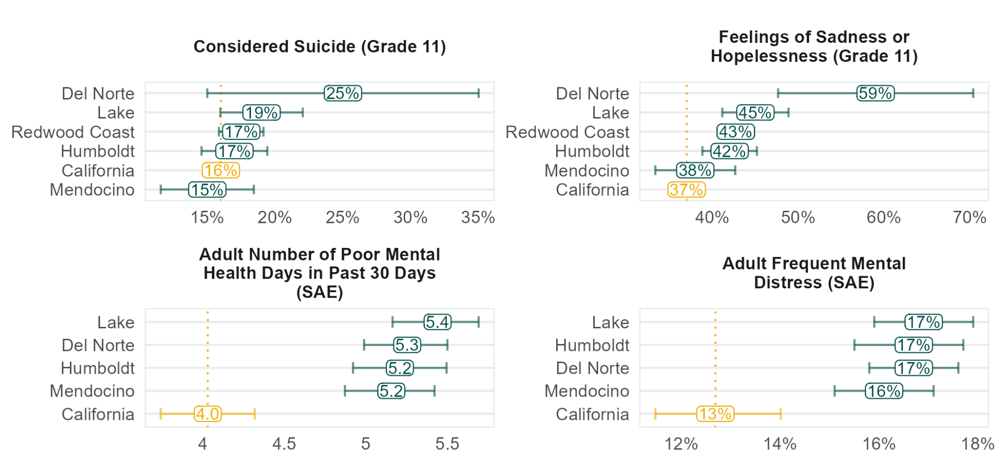 Considered Suicide (Grade 11)
Del Norte
25%
Lake
19%
Redwood Coast
17%
Humboldt
17%
California
16%
Mendocino
15%
15% 20% 25% 30% 35%
Feelings of Sadness or
Hopelessness (Grade 11)
Del Norte
59%
Lake
45%
Redwood Coast
43%
Humboldt
42%
Mendocino
38%
California
37%
40% 50% 60% 70%
Adult Number of Poor Mental
Health Days in Past 30 Days
(SAE)
Lake
5.4
Del Norte
5.3
Humboldt
5.2
Mendocino
5.2
California
4.0
4 4.5 5 5.5
Adult Frequent Mental
Distress (SAE)
Lake
17%
Humboldt
17%
Del Norte
17%
Mendocino
16%
California
13%
12% 14% 16% 18%